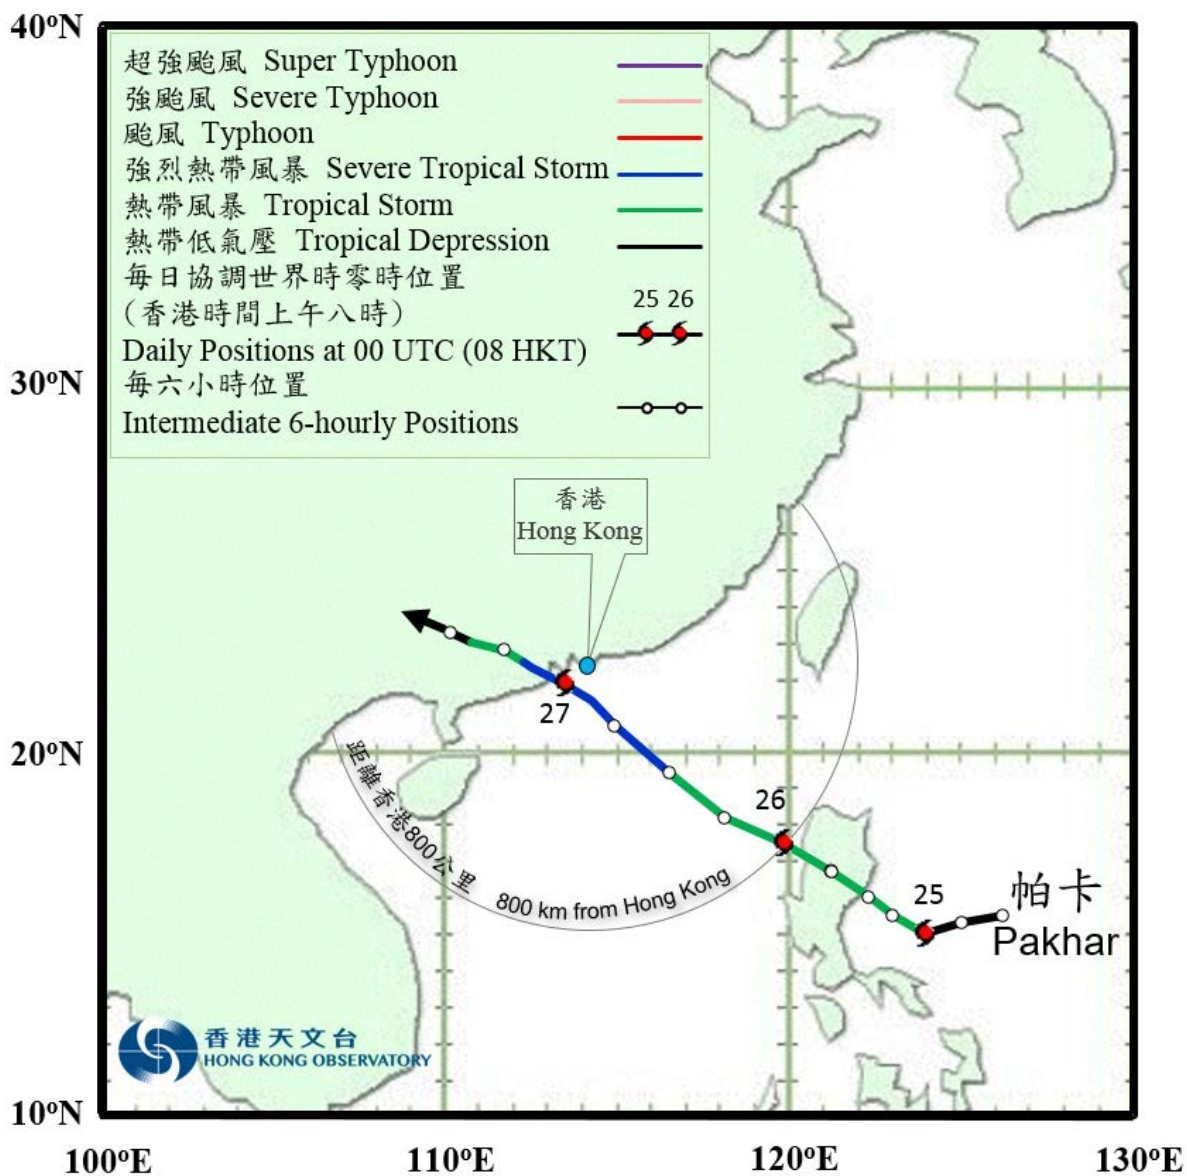 40ºN
超強颱風 Super Typhoon
強颱風 Severe Typhoon
颱風 Typhoon
強烈熱帶風暴 Severe Tropical Storm
熱帶風暴 Tropical Storm
熱帶低氣壓 Tropical Depression
每日協調世界時零時位置
(香港時間上午八時)
25 26
Daily Positions at 00 UTC (08 HKT)
每六小時位置
Intermediate 6-hourly Positions
30ºN
香港
Hong Kong
27
20ºN
26
距離香港800公里
800 km from Hong Kong
25
帕卡
Pakhar
香港天文台
HONG KONG OBSERVATORY
10ºN
100ºE
110ºE
120ºE
130ºE